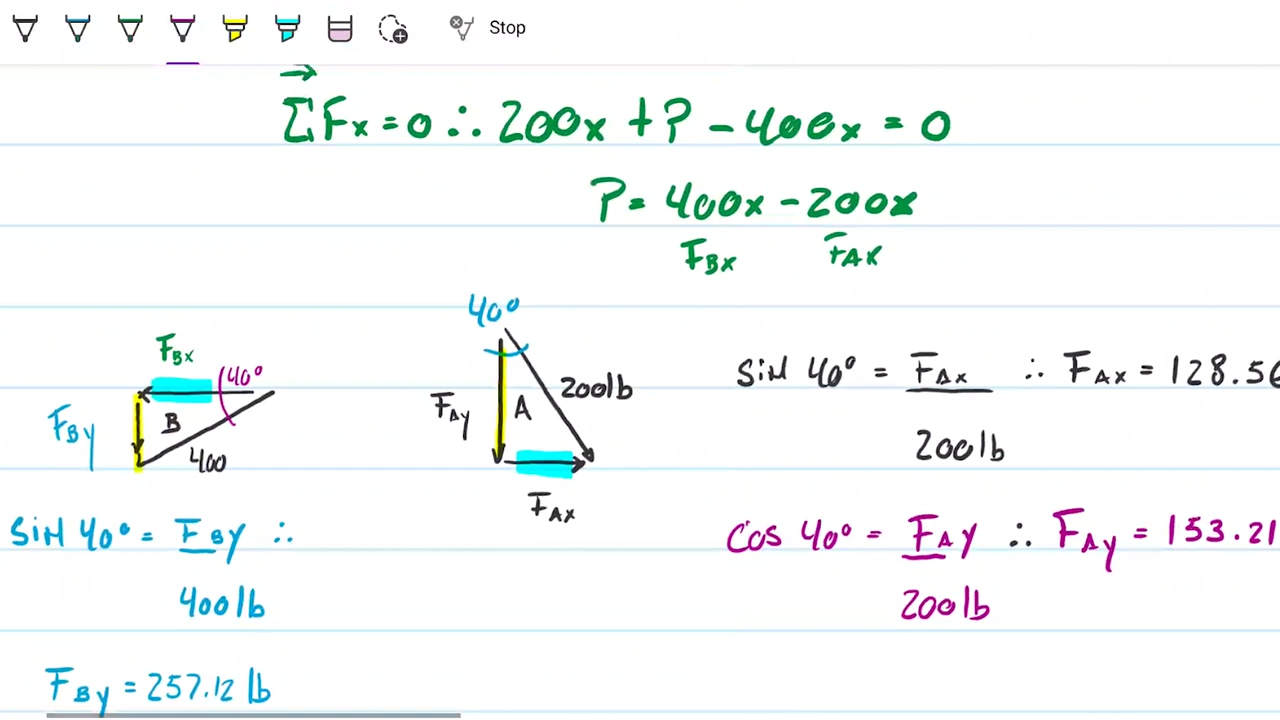 Stop
ΣFx = 0 ∴ 200x + P - 400x = 0
P = 400x - 200x
FBx FAx
FBx
40°
FBy
B
400
40°
FAy
A
200lb
FAx
sin 40° = FAx ∴ FAx = 128.56
200lb
sin 40° = FBy ∴
400lb
FBy = 257.12 lb
cos 40° = FAy ∴ FAy = 153.21
200lb